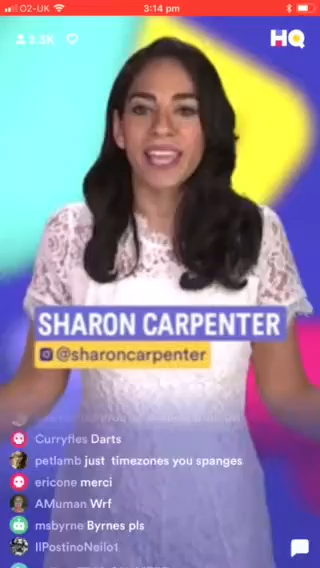 O2-UK 3:14 pm
2.3K HQ
SHARON CARPENTER
@sharoncarpenter
Curryfles Darts
petlamb just timezones you spanges
ericone merci
AMuman Wrf
msbyrne Byrnes pls
IlPostinoNeilo1